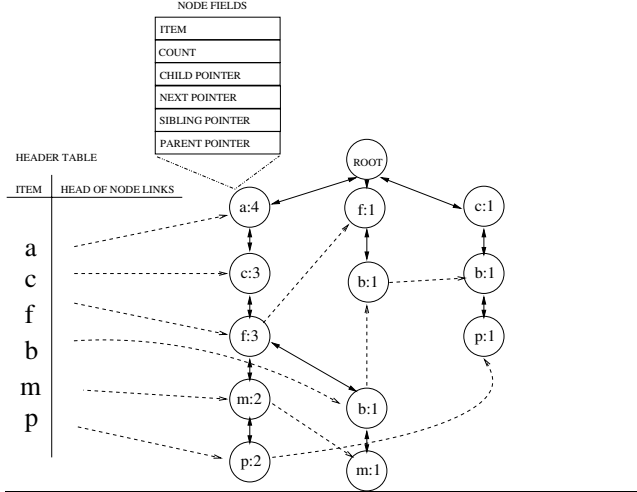 NODE FIELDS
ITEM
COUNT
CHILD POINTER
NEXT POINTER
SIBLING POINTER
PARENT POINTER
HEADER TABLE
ITEM HEAD OF NODE LINKS
ROOT
a:4 f:1 c:1
a
c c:3 b:1 b:1
f f:3 p:1
b
m m:2 b:1
p p:2 m:1